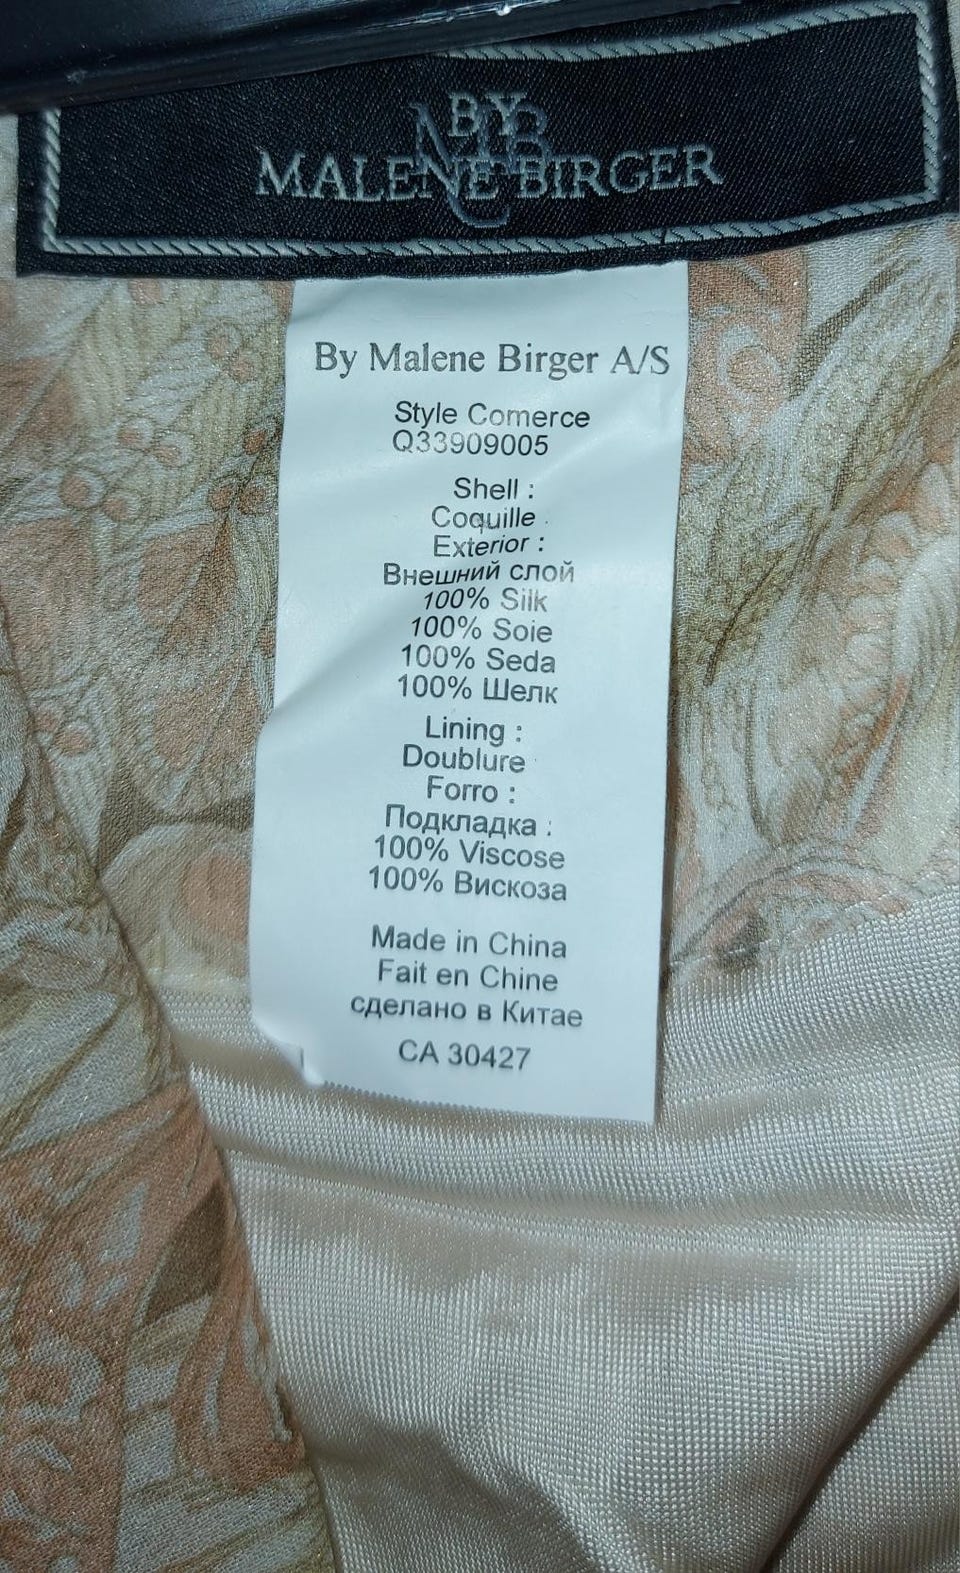 BY
MALENE BIRGER
By Malene Birger A/S
Style Comerce
Q33909005
Shell :
Coquille
Exterior :
Внешний слой
100% Silk
100% Soie
100% Seda
100% Шелк
Lining :
Doublure
Forro :
Подкладка :
100% Viscose
100% Вискоза
Made in China
Fait en Chine
сделано в Китае
CA 30427